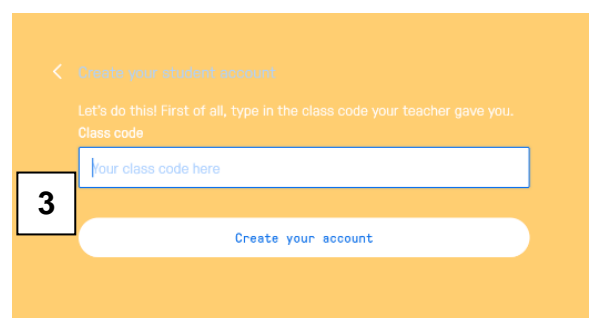 Create your student account
Let's do this! First of all, type in the class code your teacher gave you.
Class code
Your class code here
3
Create your account